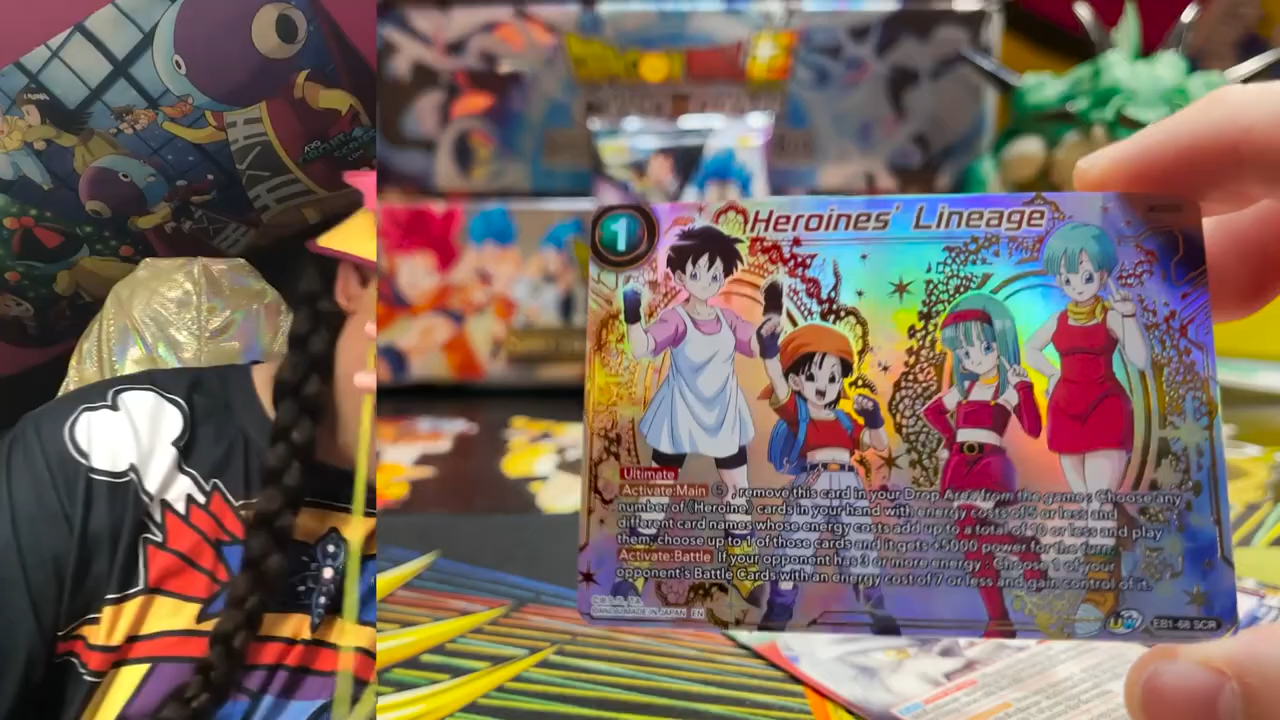 1
Heroines' Lineage
Ultimate
Activate:Main ⑤, remove this card in your Drop Area from the game : Choose any
number of 《Heroine》 cards in your hand with energy costs of 5 or less and
different card names whose energy costs add up to a total of 10 or less and play
them; choose up to 1 of those cards and it gets +5000 power for the turn.
Activate:Battle If your opponent has 3 or more energy : Choose 1 of your
opponent's Battle Cards with an energy cost of 7 or less and gain control of it.
MADE IN JAPAN EN
UW
EB1-68 SCR